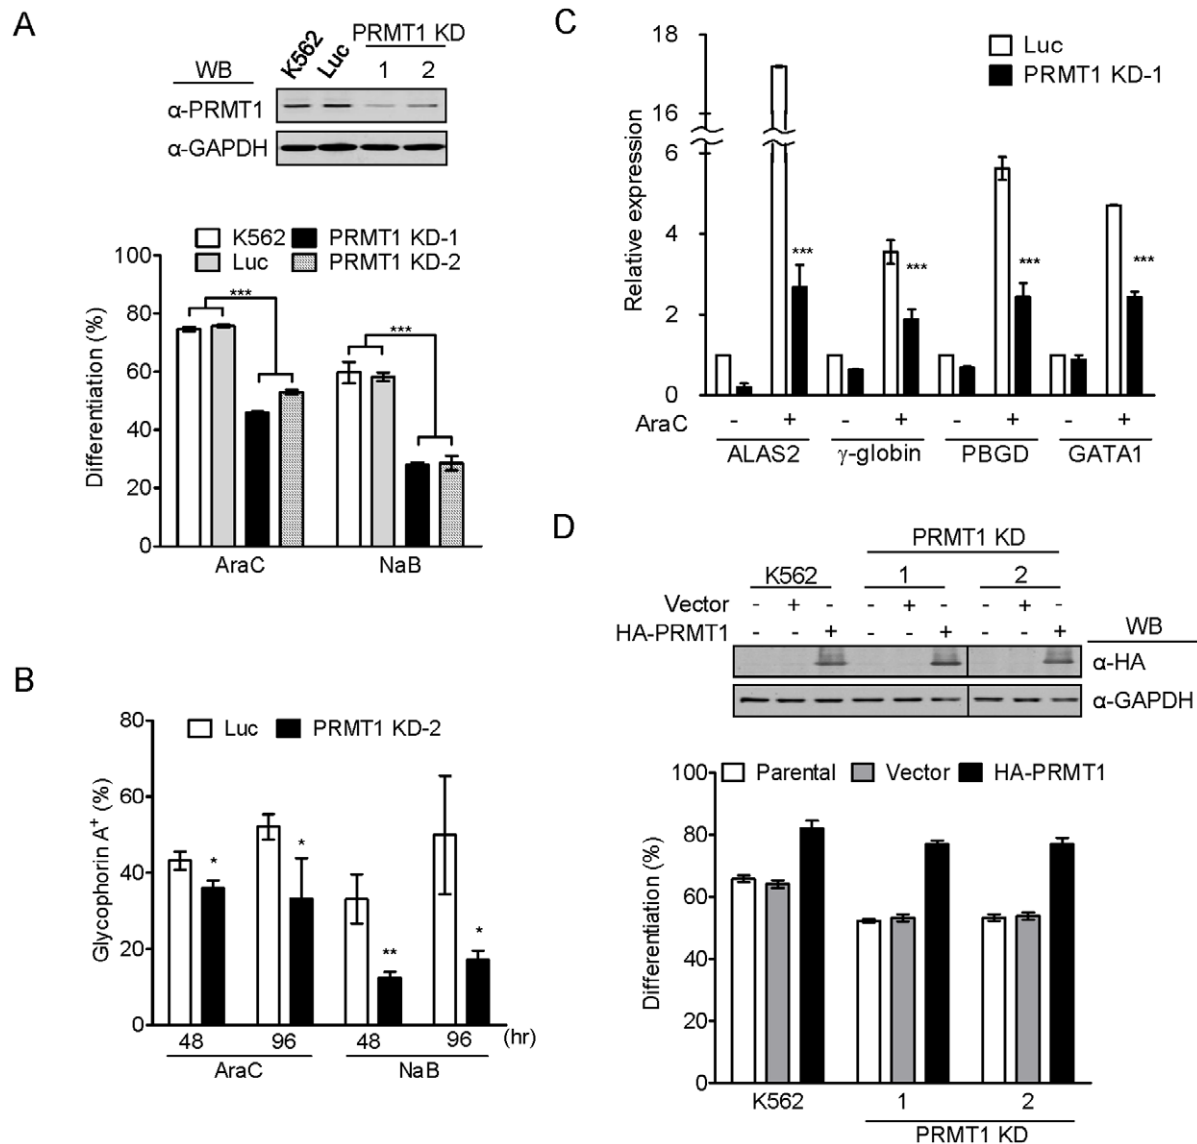 A
K562
Luc
PRMT1 KD
WB
1 2
α-PRMT1
α-GAPDH
K562 PRMT1 KD-1
Luc PRMT1 KD-2
Differentiation (%)
100
80
60
40
20
0
***
***
AraC NaB
B
Luc PRMT1 KD-2
Glycophorin A+ (%)
80
60
40
20
0
* * ** *
48 96 48 96 (hr)
AraC NaB
C
Luc
PRMT1 KD-1
Relative expression
18
16
6
4
2
0
*** *** *** ***
AraC - + - + - + - +
ALAS2 γ-globin PBGD GATA1
D
PRMT1 KD
K562 1 2
Vector - + - - + - - + -
HA-PRMT1 - - + - - + - - +
WB
α-HA
α-GAPDH
Parental Vector HA-PRMT1
Differentiation (%)
100
80
60
40
20
0
K562 1 2
PRMT1 KD